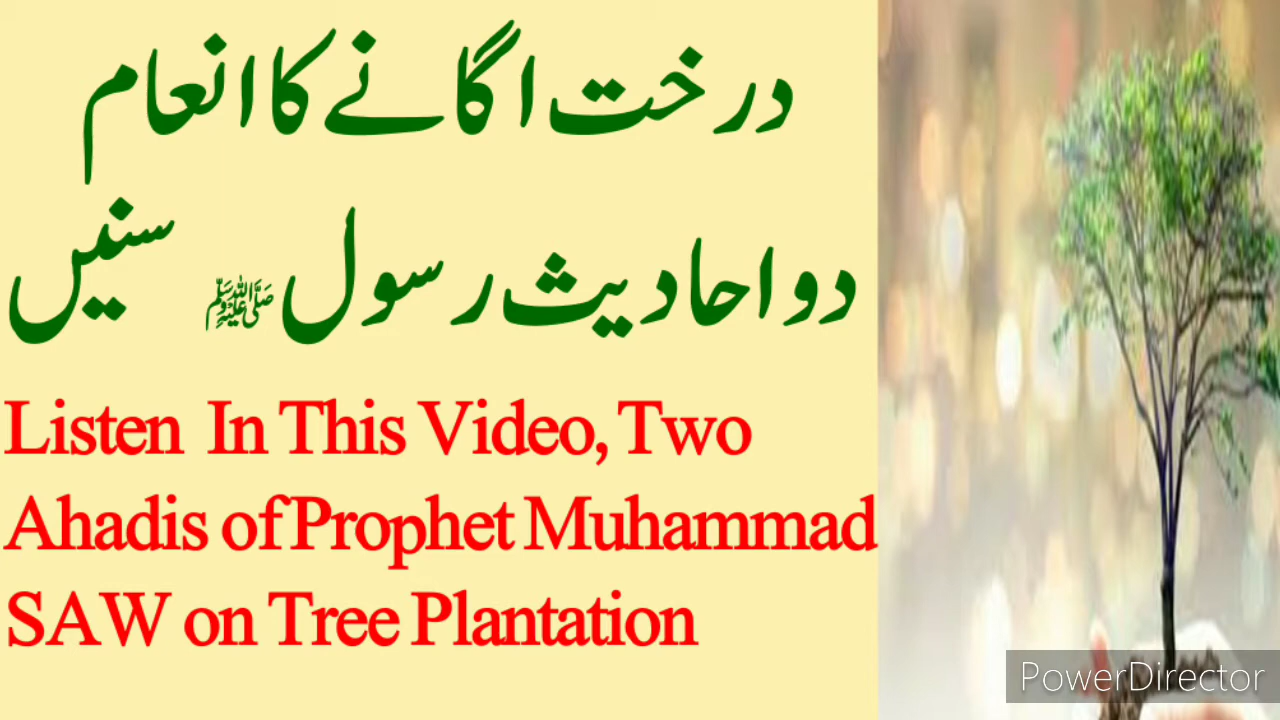 درخت اگانے کا انعام
دو احادیث رسول ﷺ سنیں
Listen In This Video, Two
Ahadis of Prophet Muhammad
SAW on Tree Plantation
PowerDirector